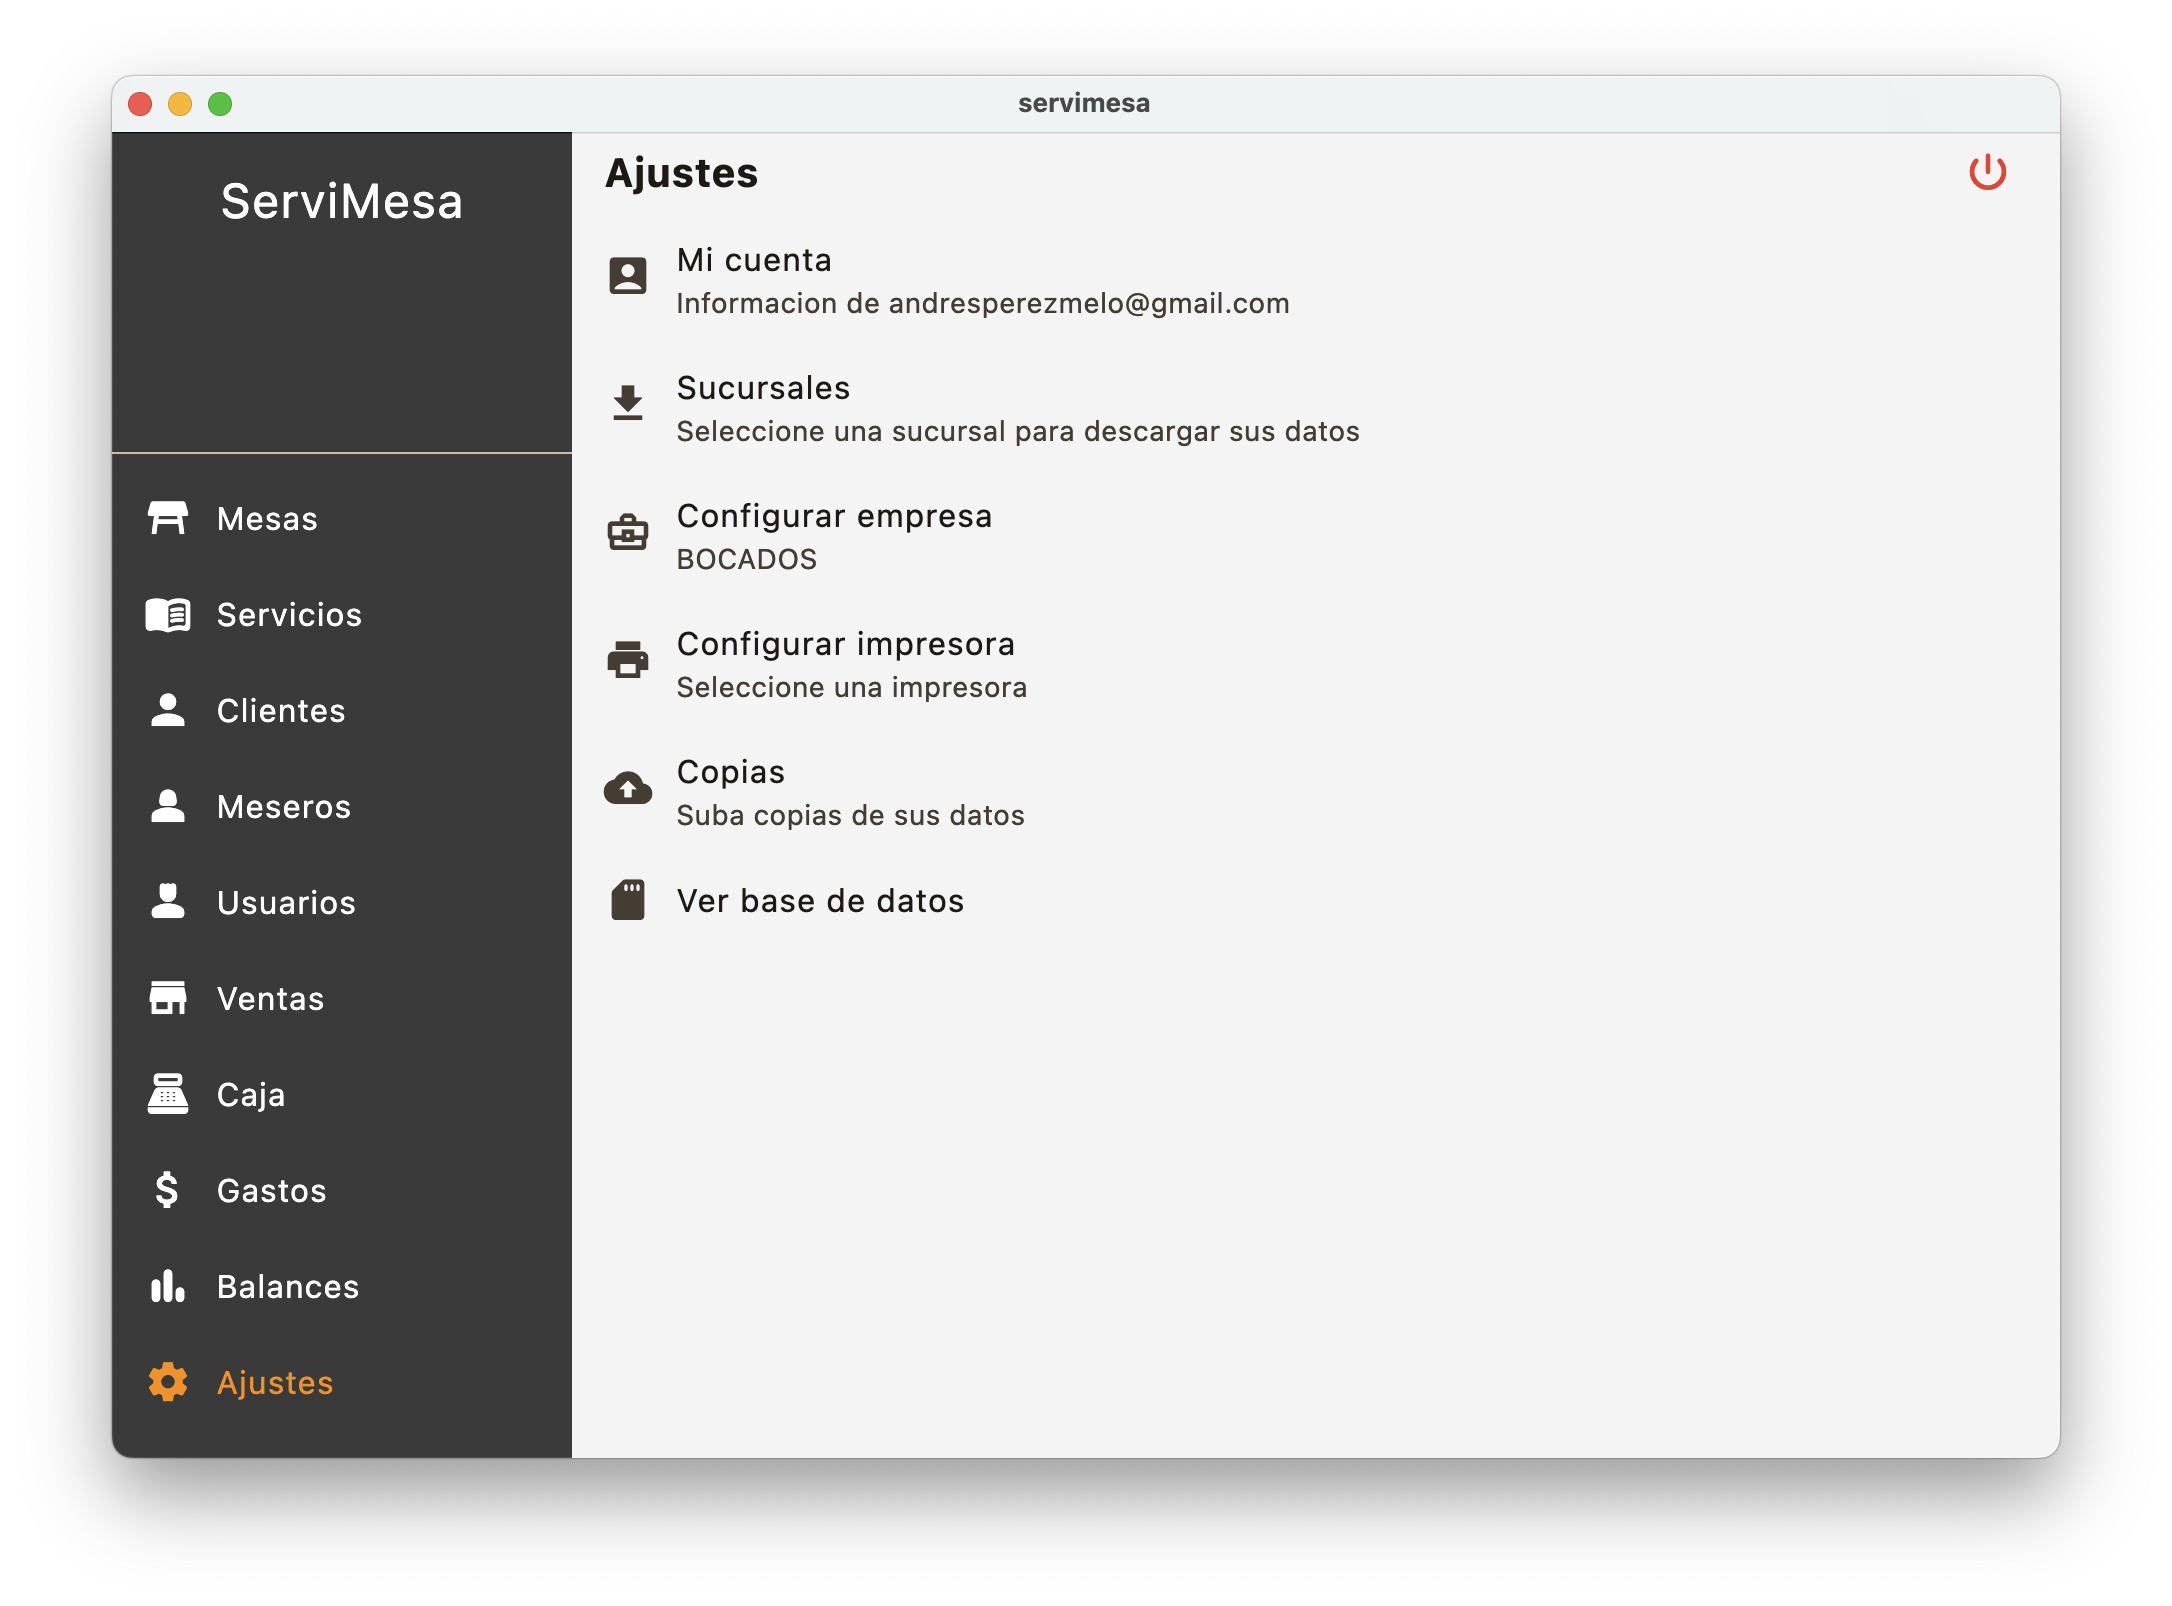 servimesa
ServiMesa
Mesas
Servicios
Clientes
Meseros
Usuarios
Ventas
Caja
Gastos
Balances
Ajustes
Ajustes
Mi cuenta
Informacion de andresperezmelo@gmail.com
Sucursales
Seleccione una sucursal para descargar sus datos
Configurar empresa
BOCADOS
Configurar impresora
Seleccione una impresora
Copias
Suba copias de sus datos
Ver base de datos